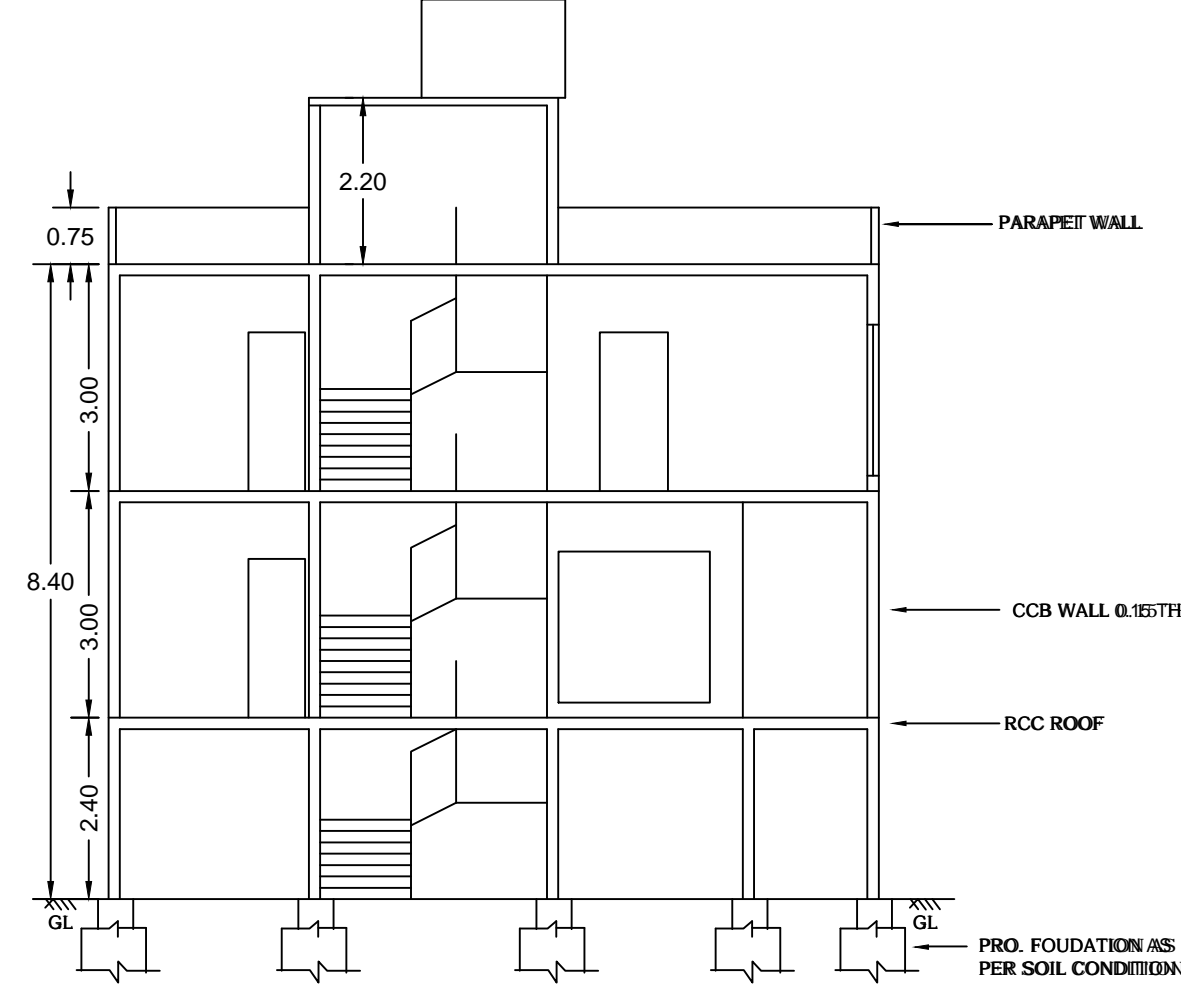 2.20
0.75
PARAPET WALL
3.00
8.40
3.00
CCB WALL 0.15 TH
RCC ROOF
2.40
GL
GL
PRO. FOUDATION AS
PER SOIL CONDITION